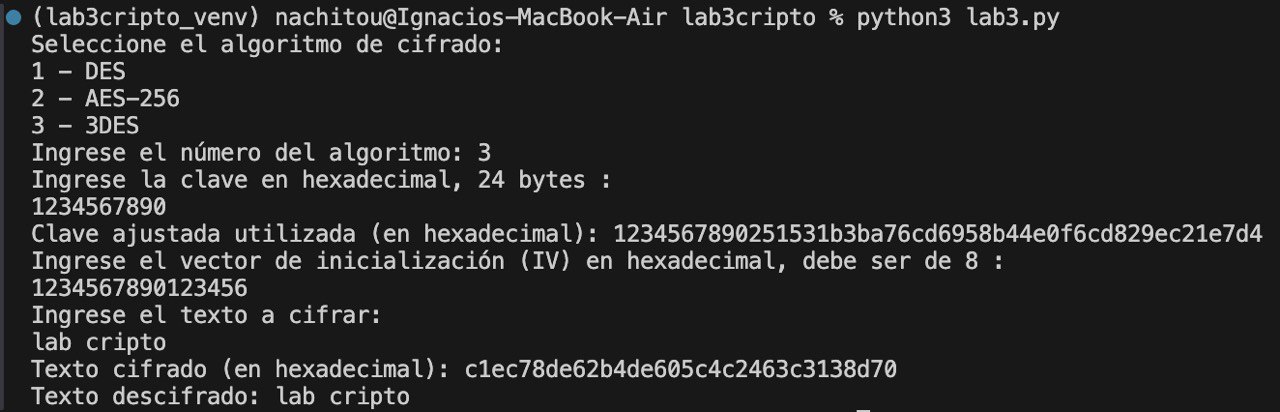 (lab3cripto_venv) nachitou@Ignacios-MacBook-Air lab3cripto % python3 lab3.py
Seleccione el algoritmo de cifrado:
1 - DES
2 - AES-256
3 - 3DES
Ingrese el número del algoritmo: 3
Ingrese la clave en hexadecimal, 24 bytes :
1234567890
Clave ajustada utilizada (en hexadecimal): 1234567890251531b3ba76cd6958b44e0f6cd829ec21e7d4
Ingrese el vector de inicialización (IV) en hexadecimal, debe ser de 8 :
1234567890123456
Ingrese el texto a cifrar:
lab cripto
Texto cifrado (en hexadecimal): c1ec78de62b4de605c4c2463c3138d70
Texto descifrado: lab cripto